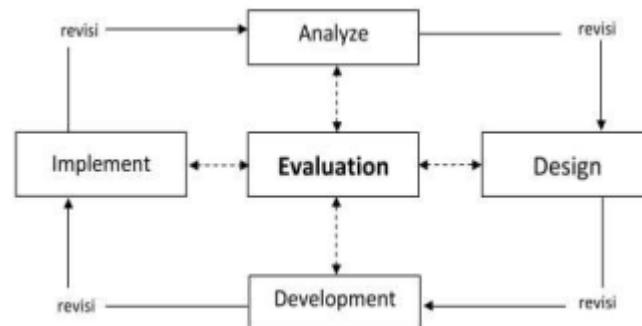 revisi
Analyze
revisi
Implement
Evaluation
Design
revisi
Development
revisi